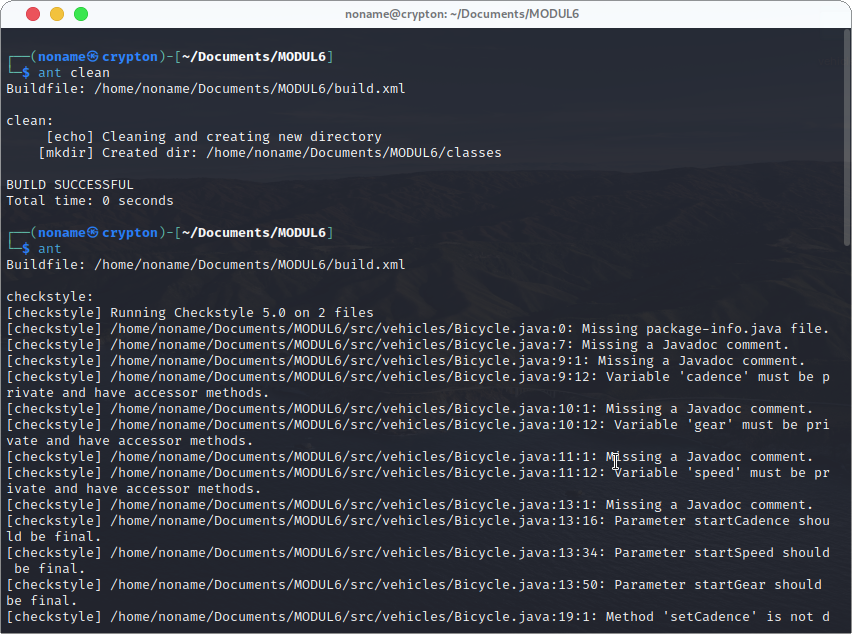 noname@crypton: ~/Documents/MODUL6
┌──(noname㉿crypton)-[~/Documents/MODUL6]
└─$ ant clean
Buildfile: /home/noname/Documents/MODUL6/build.xml
clean:
     [echo] Cleaning and creating new directory
    [mkdir] Created dir: /home/noname/Documents/MODUL6/classes
BUILD SUCCESSFUL
Total time: 0 seconds
┌──(noname㉿crypton)-[~/Documents/MODUL6]
└─$ ant
Buildfile: /home/noname/Documents/MODUL6/build.xml
checkstyle:
[checkstyle] Running Checkstyle 5.0 on 2 files
[checkstyle] /home/noname/Documents/MODUL6/src/vehicles/Bicycle.java:0: Missing package-info.java file.
[checkstyle] /home/noname/Documents/MODUL6/src/vehicles/Bicycle.java:7: Missing a Javadoc comment.
[checkstyle] /home/noname/Documents/MODUL6/src/vehicles/Bicycle.java:9:1: Missing a Javadoc comment.
[checkstyle] /home/noname/Documents/MODUL6/src/vehicles/Bicycle.java:9:12: Variable 'cadence' must be p
rivate and have accessor methods.
[checkstyle] /home/noname/Documents/MODUL6/src/vehicles/Bicycle.java:10:1: Missing a Javadoc comment.
[checkstyle] /home/noname/Documents/MODUL6/src/vehicles/Bicycle.java:10:12: Variable 'gear' must be pri
vate and have accessor methods.
[checkstyle] /home/noname/Documents/MODUL6/src/vehicles/Bicycle.java:11:1: Missing a Javadoc comment.
[checkstyle] /home/noname/Documents/MODUL6/src/vehicles/Bicycle.java:11:12: Variable 'speed' must be pr
ivate and have accessor methods.
[checkstyle] /home/noname/Documents/MODUL6/src/vehicles/Bicycle.java:13:1: Missing a Javadoc comment.
[checkstyle] /home/noname/Documents/MODUL6/src/vehicles/Bicycle.java:13:16: Parameter startCadence shou
ld be final.
[checkstyle] /home/noname/Documents/MODUL6/src/vehicles/Bicycle.java:13:34: Parameter startSpeed should
 be final.
[checkstyle] /home/noname/Documents/MODUL6/src/vehicles/Bicycle.java:13:50: Parameter startGear should
be final.
[checkstyle] /home/noname/Documents/MODUL6/src/vehicles/Bicycle.java:19:1: Method 'setCadence' is not d